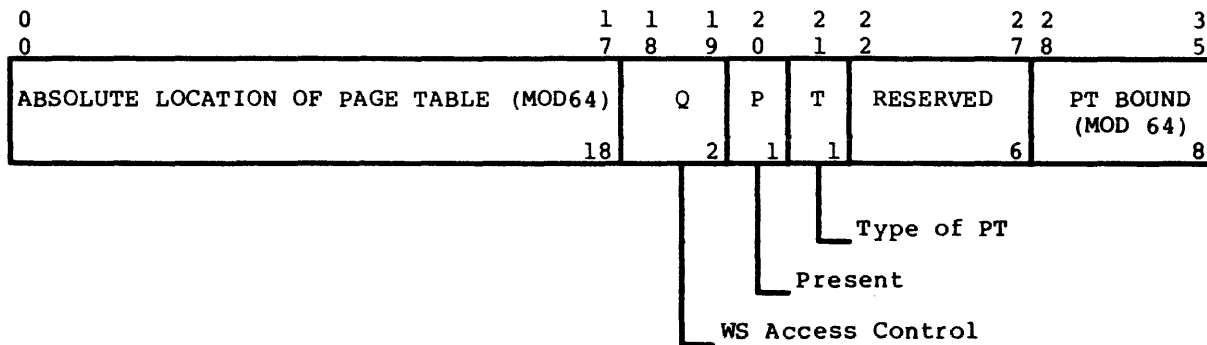 0 1 1 1 2 2 2 2 2 3
0 7 8 9 0 1 2 7 8 5
ABSOLUTE LOCATION OF PAGE TABLE (MOD64) Q P T RESERVED PT BOUND
(MOD 64)
18 2 1 1 6 8
Type of PT
Present
WS Access Control